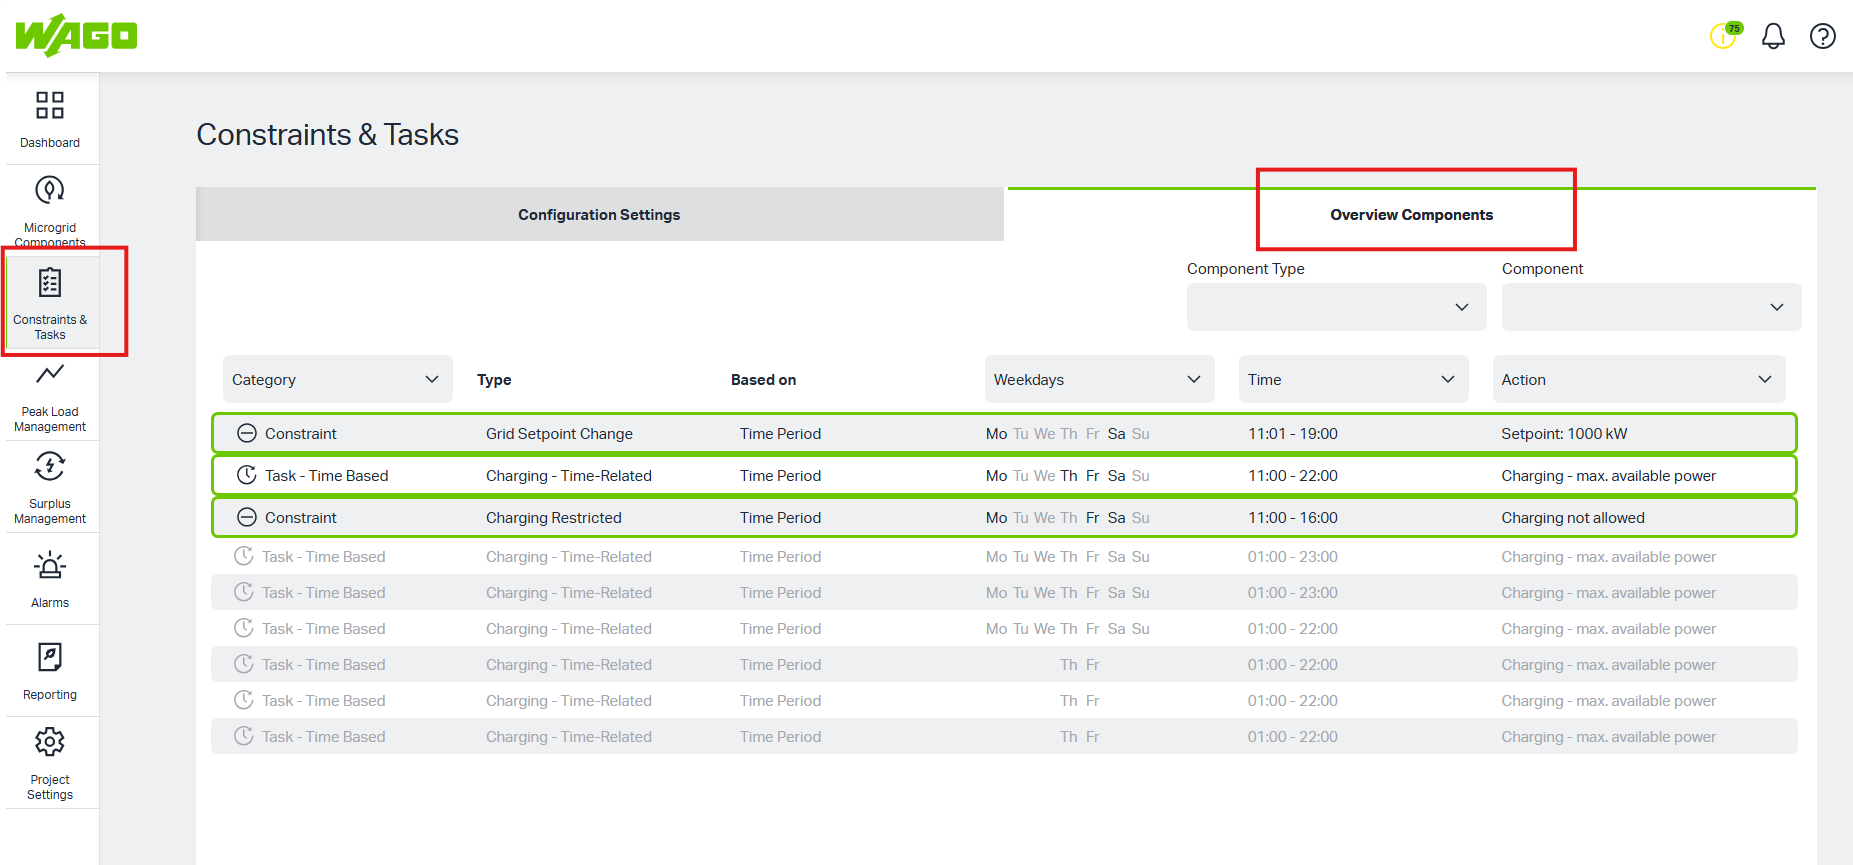 WAGO
75
Dashboard
Microgrid
Components
Constraints &
Tasks
Peak Load
Management
Surplus
Management
Alarms
Reporting
Project
Settings
Constraints & Tasks
Configuration Settings
Overview Components
Component Type
Component
Category Type Based on Weekdays Time Action
Constraint Grid Setpoint Change Time Period Mo Tu We Th Fr Sa Su 11:01 - 19:00 Setpoint: 1000 kW
Task - Time Based Charging - Time-Related Time Period Mo Tu We Th Fr Sa Su 11:00 - 22:00 Charging - max. available power
Constraint Charging Restricted Time Period Mo Tu We Th Fr Sa Su 11:00 - 16:00 Charging not allowed
Task - Time Based Charging - Time-Related Time Period Mo Tu We Th Fr Sa Su 01:00 - 23:00 Charging - max. available power
Task - Time Based Charging - Time-Related Time Period Mo Tu We Th Fr Sa Su 01:00 - 23:00 Charging - max. available power
Task - Time Based Charging - Time-Related Time Period Mo Tu We Th Fr Sa Su 01:00 - 22:00 Charging - max. available power
Task - Time Based Charging - Time-Related Time Period Th Fr 01:00 - 22:00 Charging - max. available power
Task - Time Based Charging - Time-Related Time Period Th Fr 01:00 - 22:00 Charging - max. available power
Task - Time Based Charging - Time-Related Time Period Th Fr 01:00 - 22:00 Charging - max. available power